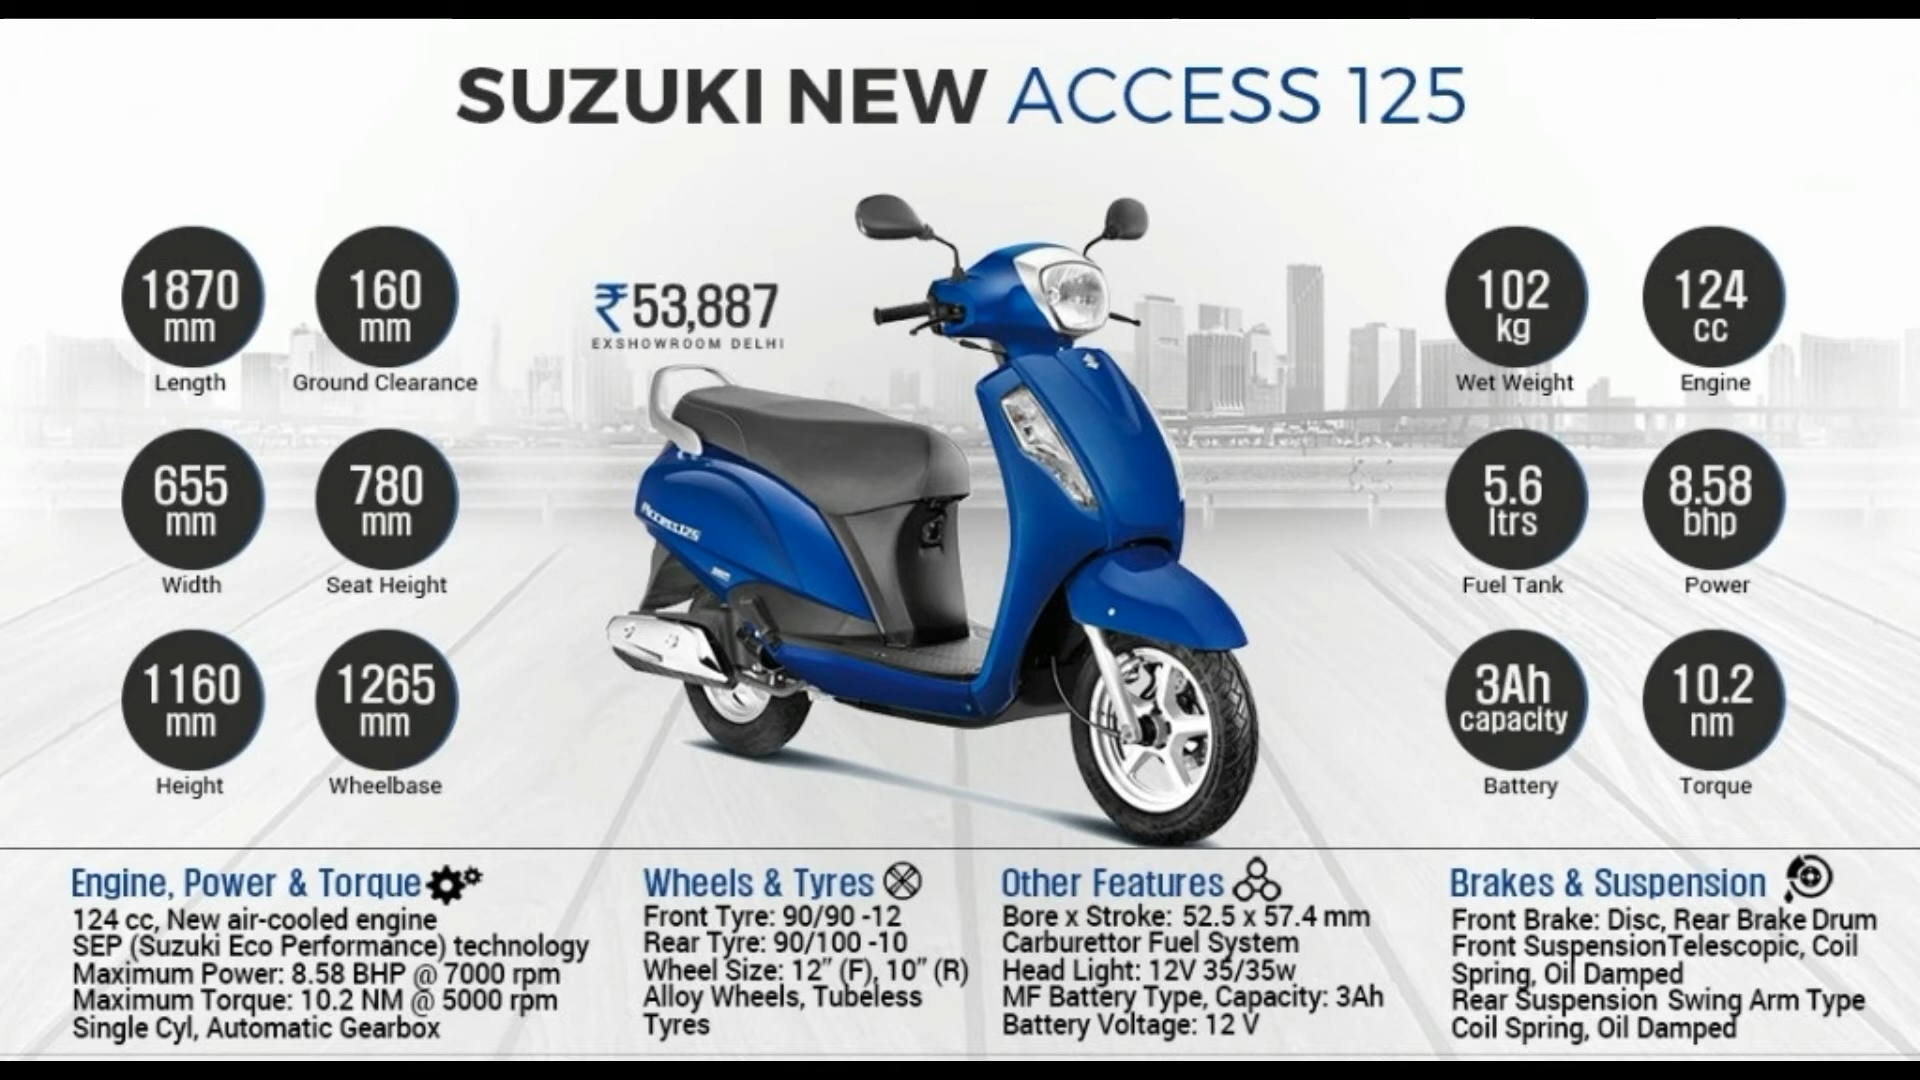 SUZUKI NEW ACCESS 125
1870
mm
Length
160
mm
Ground Clearance
655
mm
Width
780
mm
Seat Height
1160
mm
Height
1265
mm
Wheelbase
₹53,887
EXSHOWROOM DELHI
Access125
102
kg
Wet Weight
124
cc
Engine
5.6
ltrs
Fuel Tank
8.58
bhp
Power
3Ah
capacity
Battery
10.2
nm
Torque
Engine, Power & Torque
124 cc, New air-cooled engine
SEP (Suzuki Eco Performance) technology
Maximum Power: 8.58 BHP @ 7000 rpm
Maximum Torque: 10.2 NM @ 5000 rpm
Single Cyl, Automatic Gearbox
Wheels & Tyres
Front Tyre: 90/90 -12
Rear Tyre: 90/100 -10
Wheel Size: 12” (F), 10” (R)
Alloy Wheels, Tubeless
Tyres
Other Features
Bore x Stroke: 52.5 x 57.4 mm
Carburettor Fuel System
Head Light: 12V 35/35w
MF Battery Type, Capacity: 3Ah
Battery Voltage: 12 V
Brakes & Suspension
Front Brake: Disc, Rear Brake Drum
Front SuspensionTelescopic, Coil
Spring, Oil Damped
Rear Suspension Swing Arm Type
Coil Spring, Oil Damped